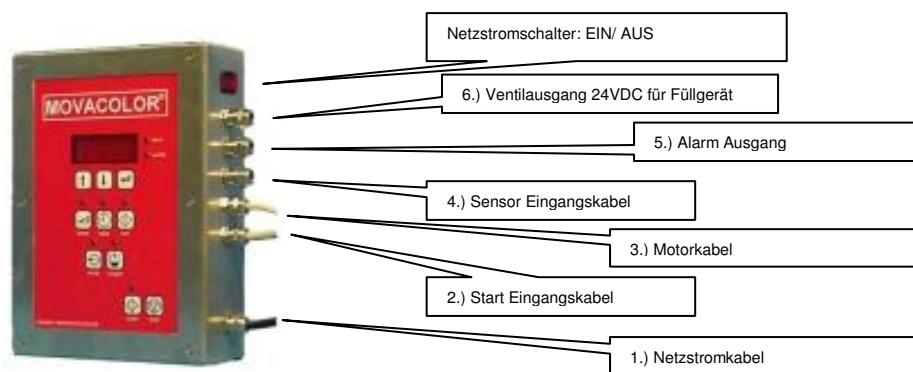 Netzstromschalter: EIN/ AUS
6.) Ventilausgang 24VDC für Füllgerät
MOVACOLOR®
5.) Alarm Ausgang
4.) Sensor Eingangskabel
3.) Motorkabel
2.) Start Eingangskabel
1.) Netzstromkabel